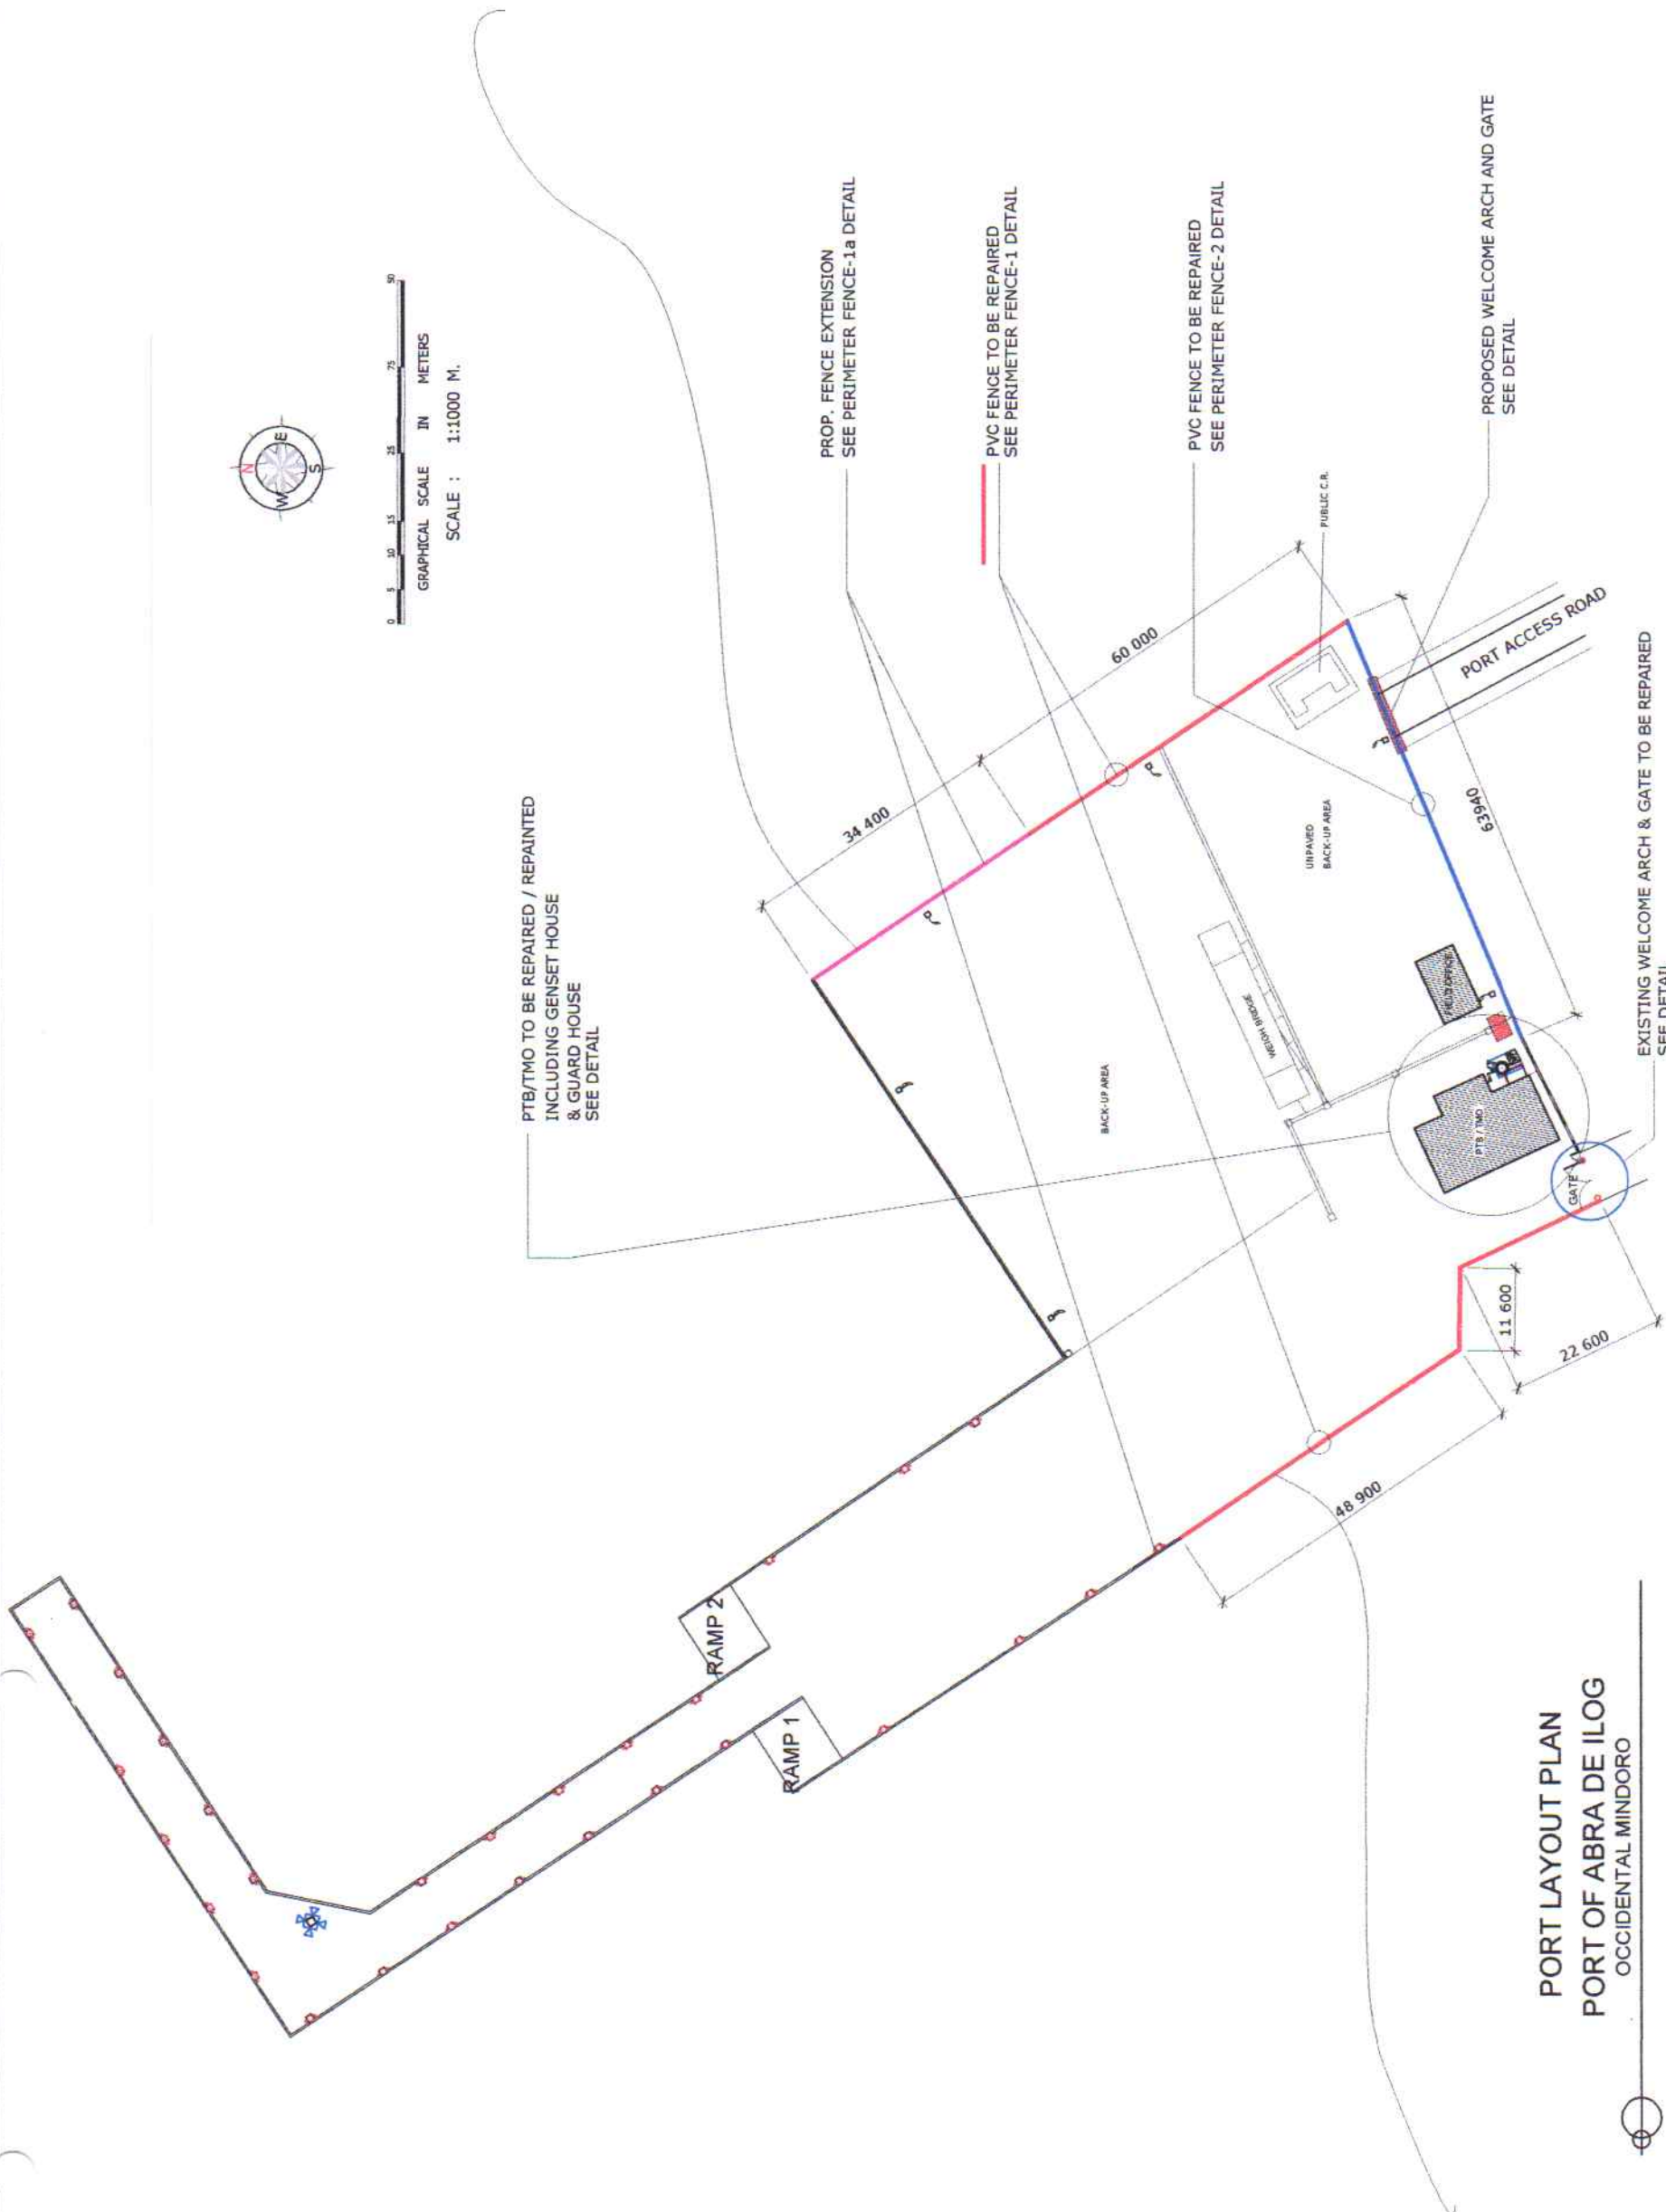 N
W E
S
0 5 10 15 25 75 50
GRAPHICAL SCALE IN METERS
SCALE : 1:1000 M.
PTB/TMO TO BE REPAIRED / REPAINTED
INCLUDING GENSET HOUSE
& GUARD HOUSE
SEE DETAIL
PROP. FENCE EXTENSION
SEE PERIMETER FENCE-1a DETAIL
PVC FENCE TO BE REPAIRED
SEE PERIMETER FENCE-1 DETAIL
PVC FENCE TO BE REPAIRED
SEE PERIMETER FENCE-2 DETAIL
PROPOSED WELCOME ARCH AND GATE
SEE DETAIL
34 400
60 000
PUBLIC C.R.
PORT ACCESS ROAD
UNPAVED
BACK-UP AREA
63940
BACK-UP AREA
WEIGH BRIDGE
FIELD OFFICE
PTB / TMO
GATE
EXISTING WELCOME ARCH & GATE TO BE REPAIRED
SEE DETAIL
11 600
22 600
48 900
RAMP 2
RAMP 1
PORT LAYOUT PLAN
PORT OF ABRA DE ILOG
OCCIDENTAL MINDORO